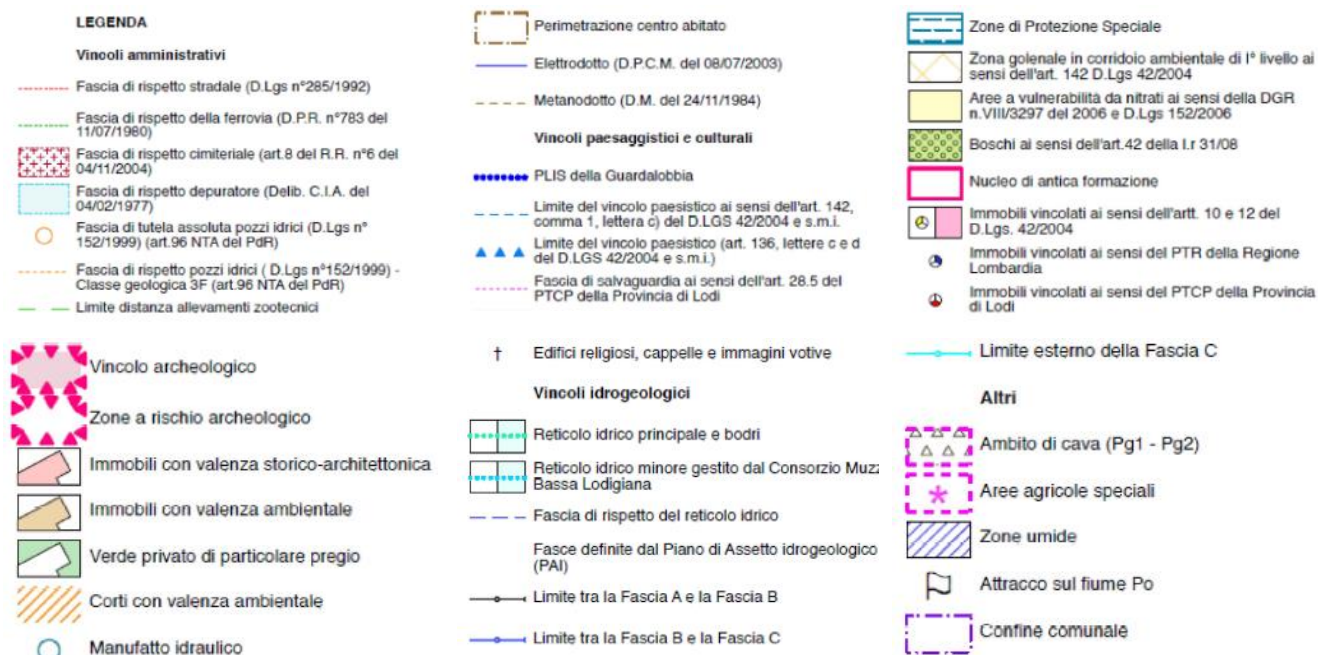 LEGENDA
Vincoli amministrativi
Fascia di rispetto stradale (D.Lgs n°285/1992)
Fascia di rispetto della ferrovia (D.P.R. n°783 del
11/07/1980)
Fascia di rispetto cimiteriale (art.8 del R.R. n°6 del
04/11/2004)
Fascia di rispetto depuratore (Delib. C.I.A. del
04/02/1977)
Fascia di tutela assoluta pozzi idrici (D.Lgs n°
152/1999) (art.96 NTA del PdR)
Fascia di rispetto pozzi idrici ( D.Lgs n°152/1999) -
Classe geologica 3F (art.96 NTA del PdR)
Limite distanza allevamenti zootecnici
Perimetrazione centro abitato
Elettrodotto (D.P.C.M. del 08/07/2003)
Metanodotto (D.M. del 24/11/1984)
Vincoli paesaggistici e culturali
PLIS della Guardalobbia
Limite del vincolo paesistico ai sensi dell'art. 142,
comma 1, lettera c) del D.LGS 42/2004 e s.m.i.
Limite del vincolo paesistico (art. 136, lettere c e d
del D.LGS 42/2004 e s.m.i.)
Fascia di salvaguardia ai sensi dell'art. 28.5 del
PTCP della Provincia di Lodi
Zone di Protezione Speciale
Zona golenale in corridoio ambientale di I° livello ai
sensi dell'art. 142 D.Lgs 42/2004
Aree a vulnerabilità da nitrati ai sensi della DGR
n.VIII/3297 del 2006 e D.Lgs 152/2006
Boschi ai sensi dell'art.42 della l.r 31/08
Nucleo di antica formazione
Immobili vincolati ai sensi dell'artt. 10 e 12 del
D.Lgs. 42/2004
Immobili vincolati ai sensi del PTR della Regione
Lombardia
Immobili vincolati ai sensi del PTCP della Provincia
di Lodi
Vincolo archeologico
Zone a rischio archeologico
Immobili con valenza storico-architettonica
Immobili con valenza ambientale
Verde privato di particolare pregio
Corti con valenza ambientale
Manufatto idraulico
Edifici religiosi, cappelle e immagini votive
Vincoli idrogeologici
Reticolo idrico principale e bodri
Reticolo idrico minore gestito dal Consorzio Muzz
Bassa Lodigiana
Fascia di rispetto del reticolo idrico
Fasce definite dal Piano di Assetto idrogeologico
(PAI)
Limite tra la Fascia A e la Fascia B
Limite tra la Fascia B e la Fascia C
Limite esterno della Fascia C
Altri
Ambito di cava (Pg1 - Pg2)
Aree agricole speciali
Zone umide
Attracco sul fiume Po
Confine comunale